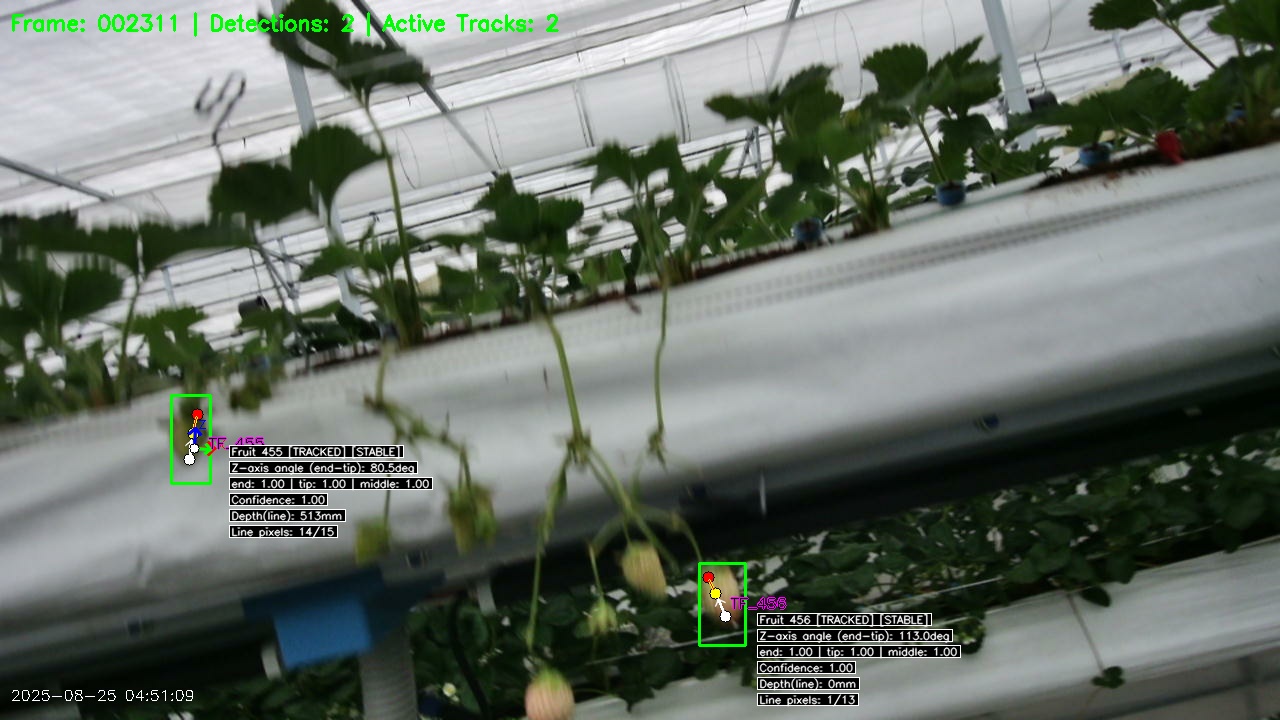 Frame: 002311 | Detections: 2 | Active Tracks: 2
TF_455
Fruit 455 [TRACKED] [STABLE]
Z-axis angle (end-tip): 80.5deg
end: 1.00 | tip: 1.00 | middle: 1.00
Confidence: 1.00
Depth(line): 513mm
Line pixels: 14/15
TF_456
Fruit 456 [TRACKED] [STABLE]
Z-axis angle (end-tip): 113.0deg
end: 1.00 | tip: 1.00 | middle: 1.00
Confidence: 1.00
Depth(line): 0mm
Line pixels: 1/13
2025-08-25 04:51:09